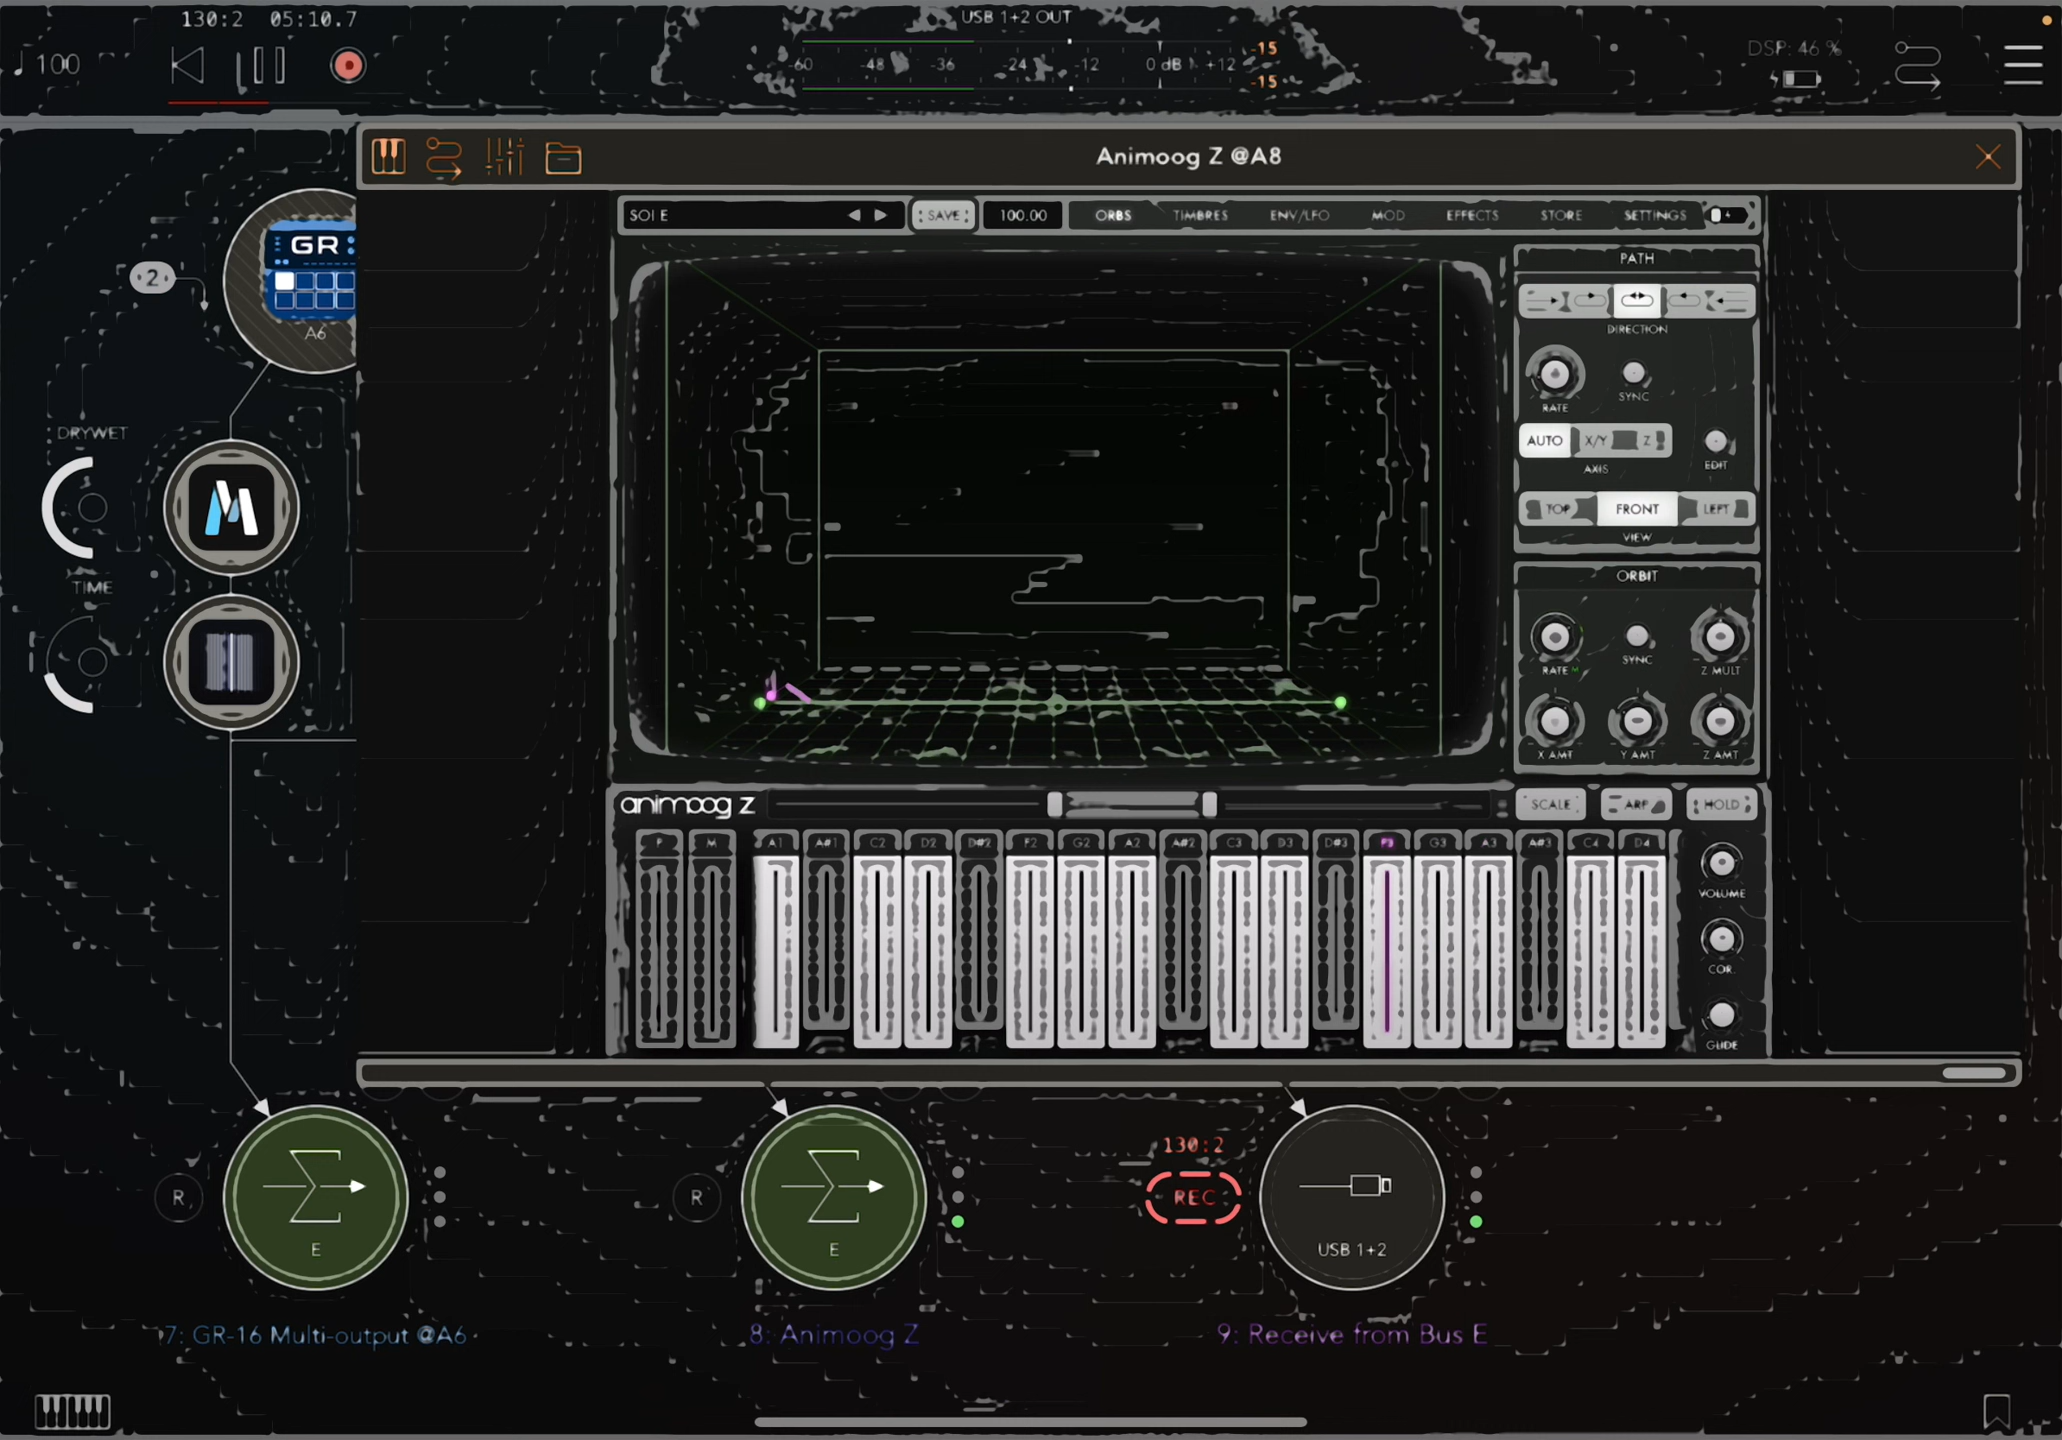 130:2 05:10.7
USB 1+2 OUT
100
-60 -48 -36 -24 -12 0 dB +12
-15
-15
DSP: 46 %
Animoog Z @A8
SAVE
100.00
ORBS
TIMBRES
ENV/LFO
MOD
EFFECTS
STORE
SETTINGS
GR
2
A6
PATH
DIRECTION
RATE
SYNC
AUTO
X/Y
Z
AXIS
EDIT
TOP
FRONT
LEFT
VIEW
DRYWET
TIME
ORBIT
RATE
M
SYNC
Z MULT
X AMT
Y AMT
Z AMT
animoog Z
SCALE
ARP
HOLD
P M A1 A#1 C2 D2 D#2 F2 G2 A2 A#2 C3 D3 D#3 F3 G3 A3 A#3 C4 D4
VOLUME
COR.
GLIDE
130:2
R
R
REC
E
E
USB 1+2
7: GR-16 Multi-output @A6
8: Animoog Z
9: Receive from Bus E